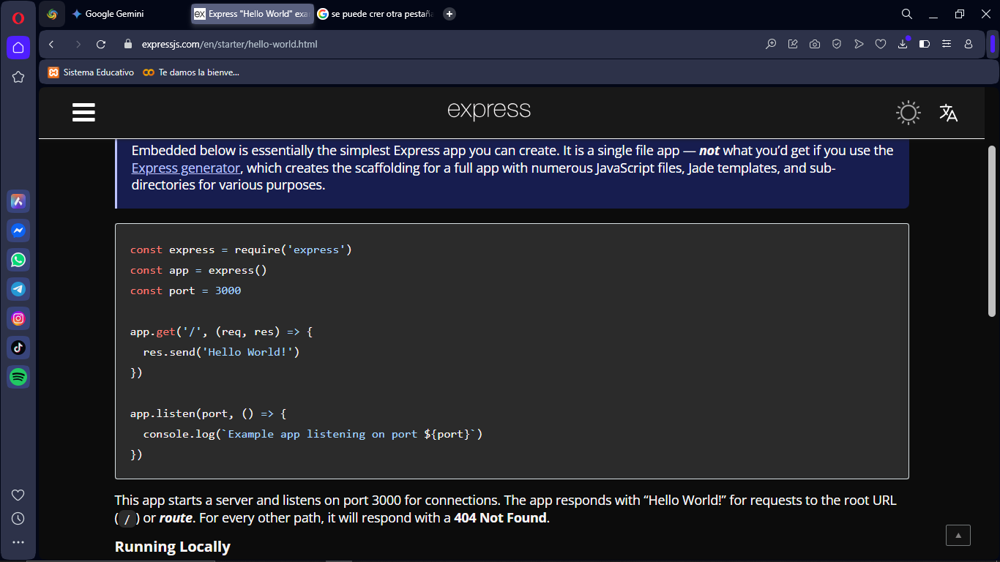 Google Gemini
Express "Hello World" exa
se puede crer otra pestaña
expressjs.com/en/starter/hello-world.html
Sistema Educativo
Te damos la bienve...
express
Embedded below is essentially the simplest Express app you can create. It is a single file app — not what you’d get if you use the
Express generator, which creates the scaffolding for a full app with numerous JavaScript files, Jade templates, and sub-
directories for various purposes.
const express = require('express')
const app = express()
const port = 3000
app.get('/', (req, res) => {
  res.send('Hello World!')
})
app.listen(port, () => {
  console.log(`Example app listening on port ${port}`)
})
This app starts a server and listens on port 3000 for connections. The app responds with “Hello World!” for requests to the root URL
(/) or route. For every other path, it will respond with a 404 Not Found.
Running Locally